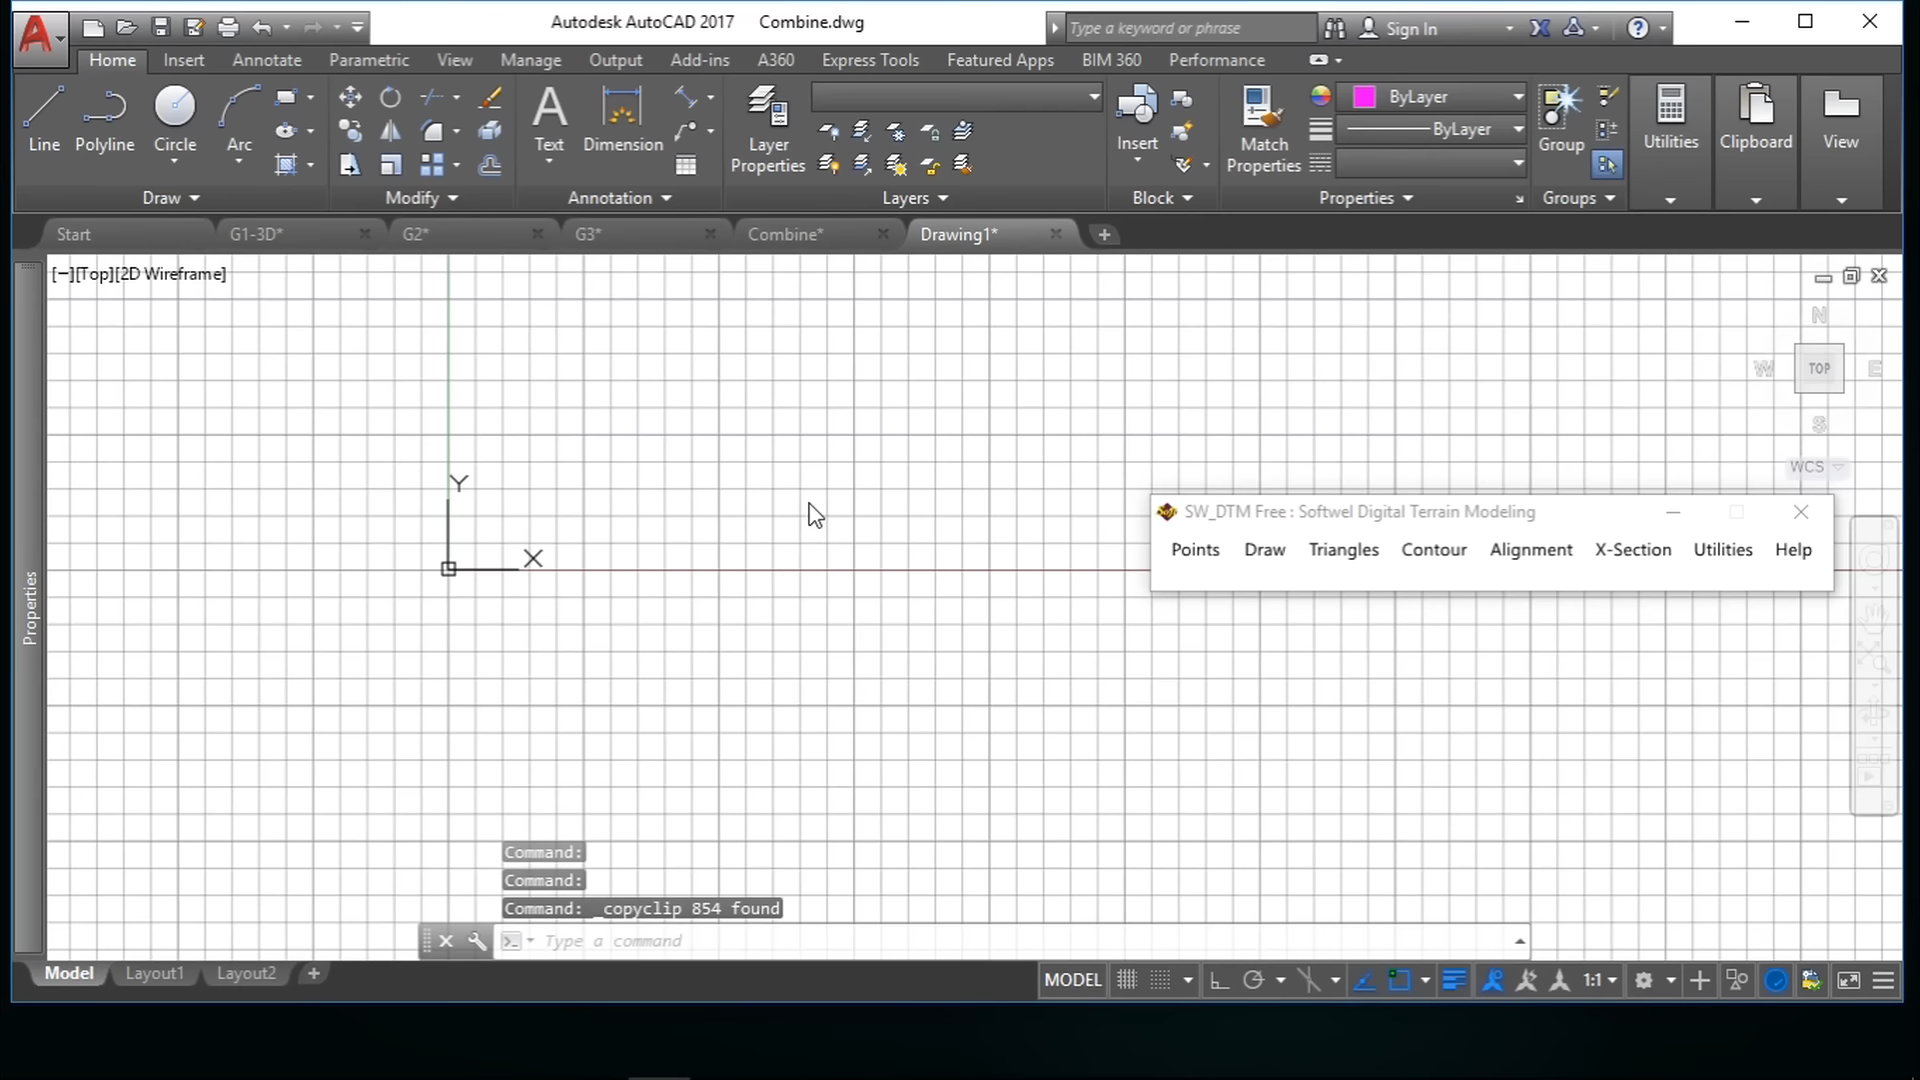 Autodesk AutoCAD 2017 Combine.dwg
Type a keyword or phrase
Sign In
Home Insert Annotate Parametric View Manage Output Add-ins A360 Express Tools Featured Apps BIM 360 Performance
Line Polyline Circle Arc
Text Dimension
Layer Properties
Insert
Match Properties
ByLayer
ByLayer
Group
Utilities
Clipboard
View
Draw Modify Annotation Layers Block Properties Groups
Start G1-3D* G2* G3* Combine* Drawing1*
[−][Top][2D Wireframe]
N
W TOP E
S
WCS
Y
X
Properties
SW_DTM Free : Softwel Digital Terrain Modeling
Points Draw Triangles Contour Alignment X-Section Utilities Help
Command:
Command:
Command: _copyclip 854 found
Type a command
Model Layout1 Layout2
MODEL 1:1